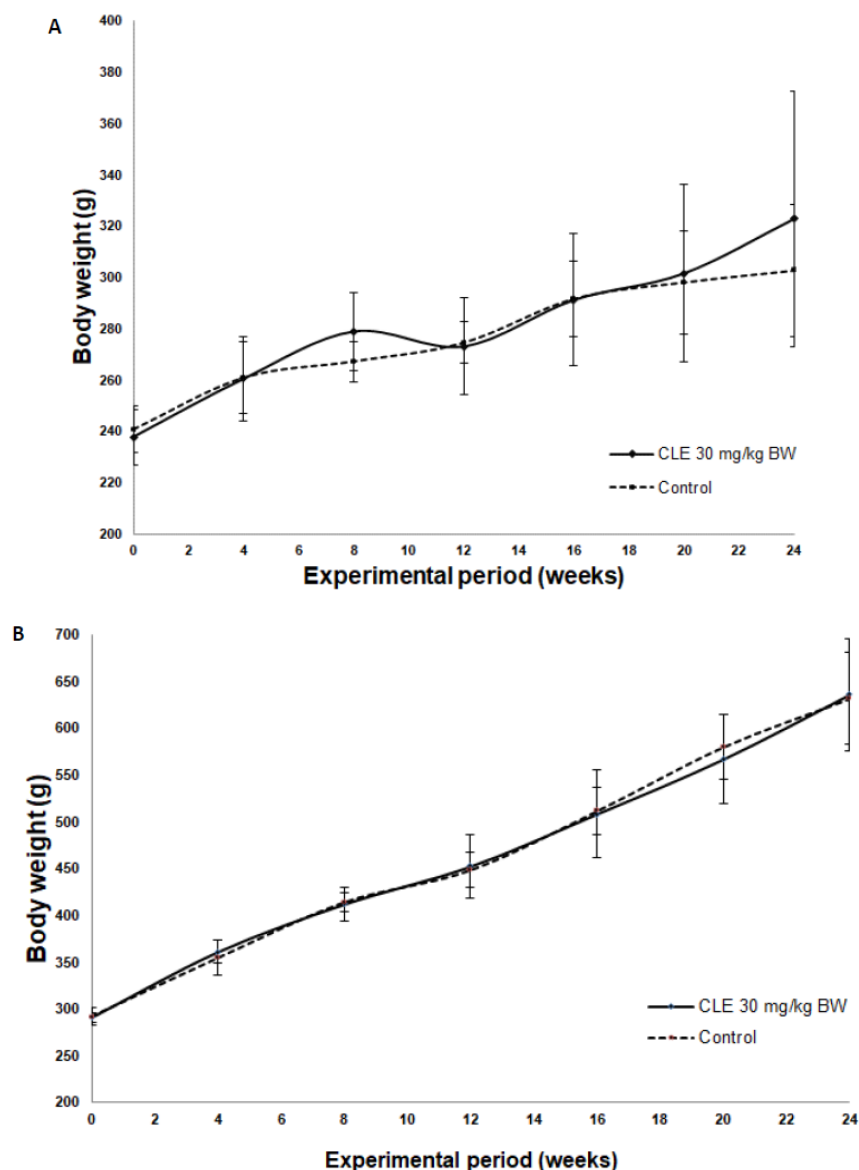 A
400
380
360
340
320
300
280
260
240
220
200
Body weight (g)
CLE 30 mg/kg BW
Control
0 2 4 6 8 10 12 14 16 18 20 22 24
Experimental period (weeks)
B
700
650
600
550
500
450
400
350
300
250
200
Body weight (g)
CLE 30 mg/kg BW
Control
0 2 4 6 8 10 12 14 16 18 20 22 24
Experimental period (weeks)